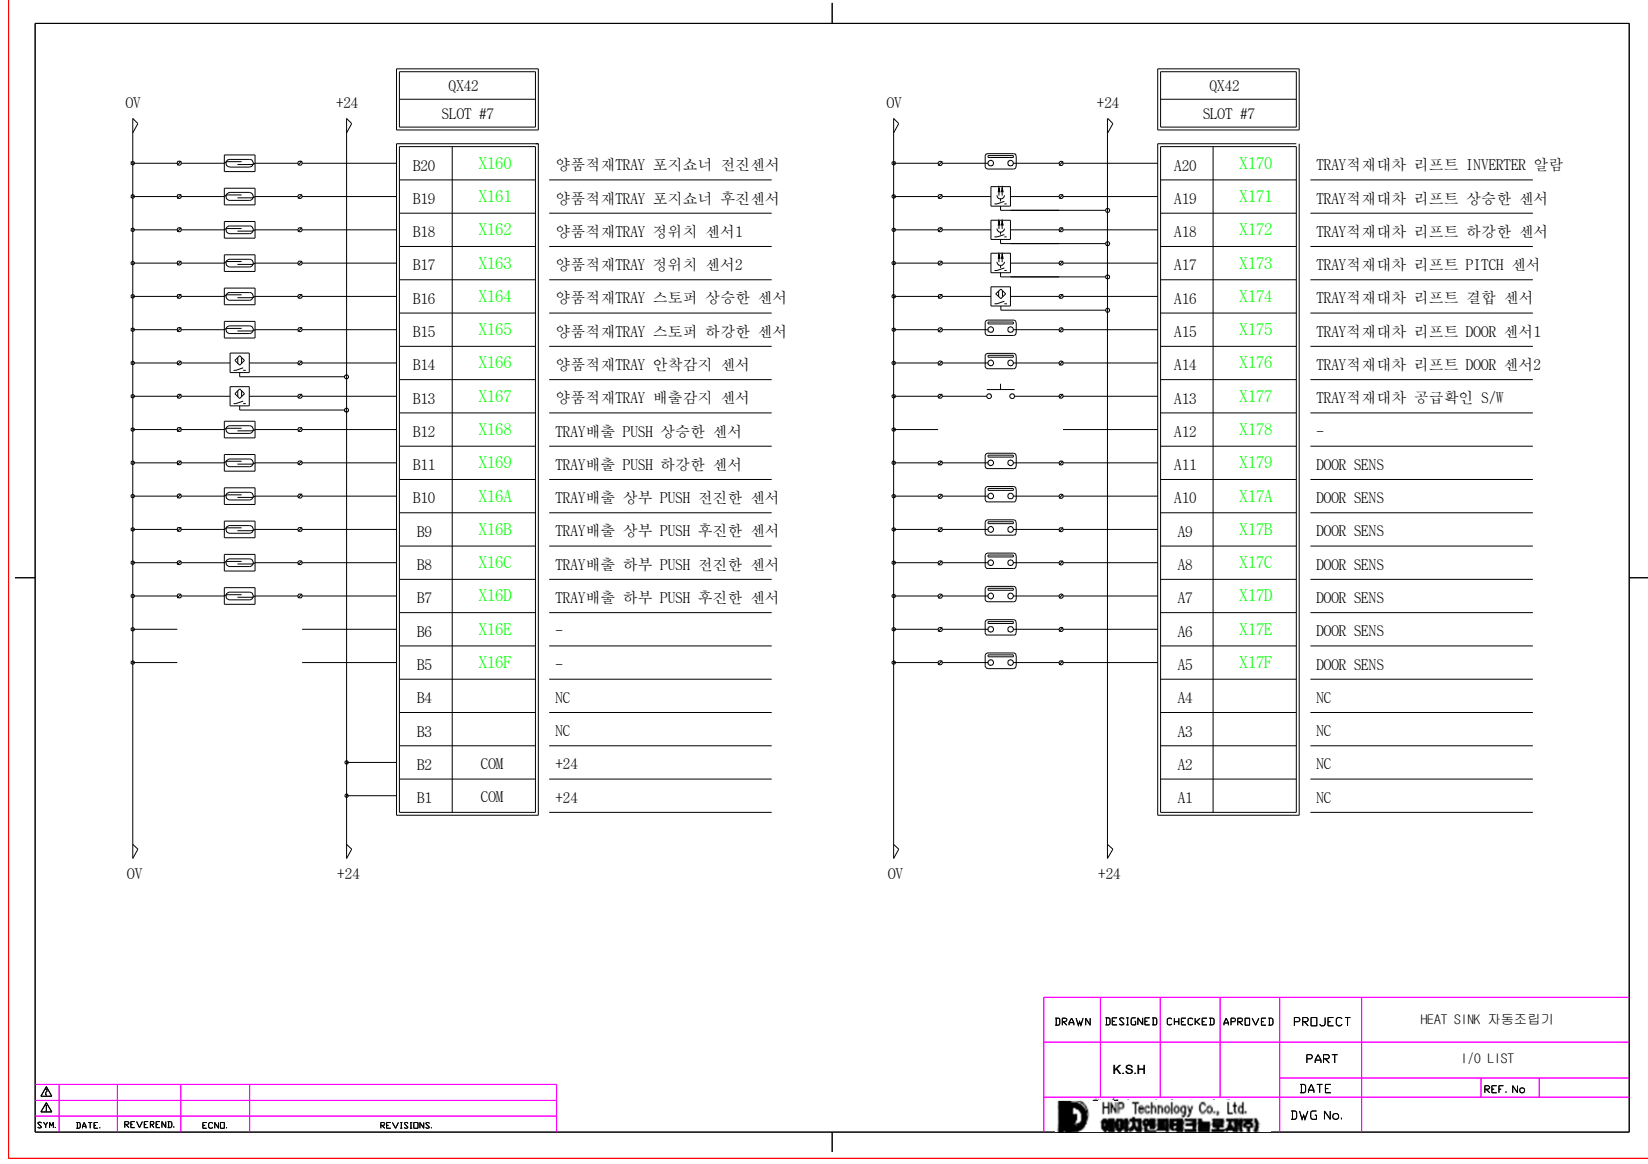 QX42
SLOT #7
0V
+24
B20 X160 양품적재TRAY 포지쇼너 전진센서
B19 X161 양품적재TRAY 포지쇼너 후진센서
B18 X162 양품적재TRAY 정위치 센서1
B17 X163 양품적재TRAY 정위치 센서2
B16 X164 양품적재TRAY 스토퍼 상승한 센서
B15 X165 양품적재TRAY 스토퍼 하강한 센서
B14 X166 양품적재TRAY 안착감지 센서
B13 X167 양품적재TRAY 배출감지 센서
B12 X168 TRAY배출 PUSH 상승한 센서
B11 X169 TRAY배출 PUSH 하강한 센서
B10 X16A TRAY배출 상부 PUSH 전진한 센서
B9 X16B TRAY배출 상부 PUSH 후진한 센서
B8 X16C TRAY배출 하부 PUSH 전진한 센서
B7 X16D TRAY배출 하부 PUSH 후진한 센서
B6 X16E -
B5 X16F -
B4 NC
B3 NC
B2 COM +24
B1 COM +24
0V
+24
QX42
SLOT #7
0V
+24
A20 X170 TRAY적재대차 리프트 INVERTER 알람
A19 X171 TRAY적재대차 리프트 상승한 센서
A18 X172 TRAY적재대차 리프트 하강한 센서
A17 X173 TRAY적재대차 리프트 PITCH 센서
A16 X174 TRAY적재대차 리프트 결합 센서
A15 X175 TRAY적재대차 리프트 DOOR 센서1
A14 X176 TRAY적재대차 리프트 DOOR 센서2
A13 X177 TRAY적재대차 공급확인 S/W
A12 X178 -
A11 X179 DOOR SENS
A10 X17A DOOR SENS
A9 X17B DOOR SENS
A8 X17C DOOR SENS
A7 X17D DOOR SENS
A6 X17E DOOR SENS
A5 X17F DOOR SENS
A4 NC
A3 NC
A2 NC
A1 NC
0V
+24
DRAWN DESIGNED CHECKED APROVED PROJECT HEAT SINK 자동조립기
K.S.H PART I/O LIST
DATE REF. No
HNP Technology Co., Ltd.
에이치엔피테크놀로지(주)
DWG No.
SYM. DATE. REVEREND. ECNO. REVISIONS.